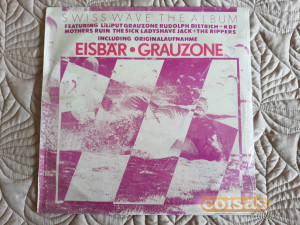 SWISS WAVE THE ALBUM
FEATURING LILIPUT GRAUZONE RUDOLPH DIETRICH + KDF
MOTHERS RUIN THE SICK LADYSHAVE JACK + THE RIPPERS
INCLUDING ORIGINALAUFNAHME
EISBÄR • GRAUZONE
coisas